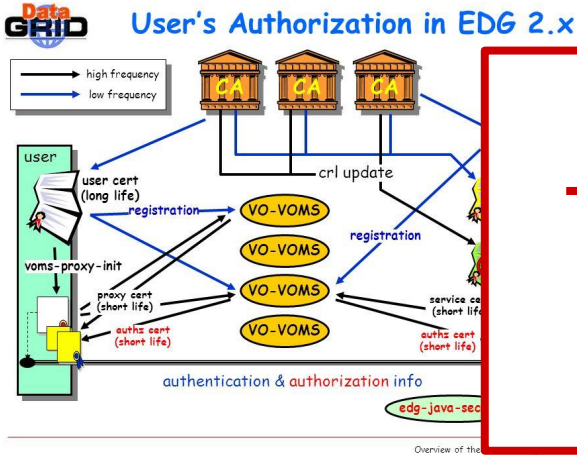 Data
GRID
User's Authorization in EDG 2.x
high frequency
low frequency
CA
CA
CA
user
user cert
(long life)
crl update
registration
VO-VOMS
registration
VO-VOMS
voms-proxy-init
VO-VOMS
proxy cert
(short life)
service
(short
authz cert
(short life)
VO-VOMS
authz cert
(short life)
authentication & authorization info
edg-java-sec
Overview of the